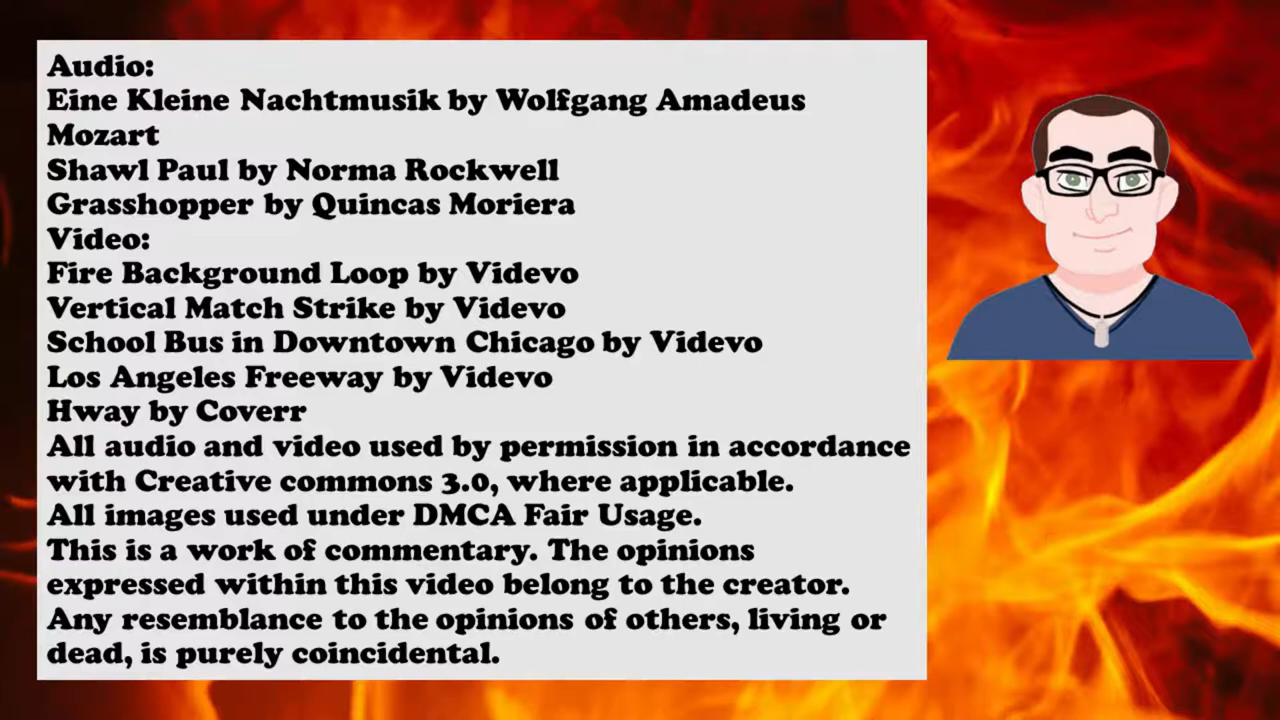 Audio:
Eine Kleine Nachtmusik by Wolfgang Amadeus
Mozart
Shawl Paul by Norma Rockwell
Grasshopper by Quincas Moriera
Video:
Fire Background Loop by Videvo
Vertical Match Strike by Videvo
School Bus in Downtown Chicago by Videvo
Los Angeles Freeway by Videvo
Hway by Coverr
All audio and video used by permission in accordance
with Creative commons 3.0, where applicable.
All images used under DMCA Fair Usage.
This is a work of commentary. The opinions
expressed within this video belong to the creator.
Any resemblance to the opinions of others, living or
dead, is purely coincidental.